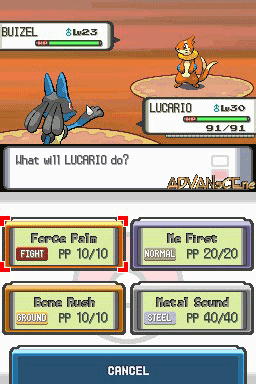 BUIZEL ♂Lv23
HP
LUCARIO ♂Lv30
HP
91/91
What will LUCARIO do?
ADVANsCEne
Force Palm
FIGHT PP 10/10
Me First
NORMAL PP 20/20
Bone Rush
GROUND PP 10/10
Metal Sound
STEEL PP 40/40
CANCEL